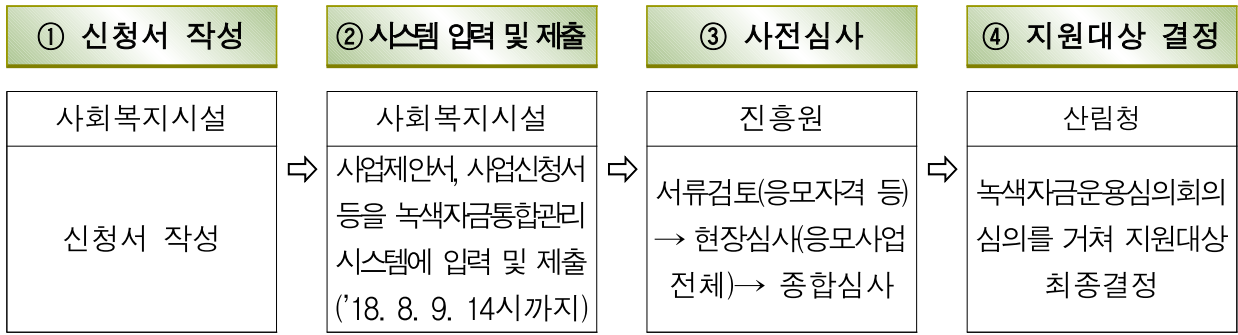 ① 신청서 작성
② 시스템 입력 및 제출
③ 사전심사
④ 지원대상 결정
사회복지시설
신청서 작성
⇨
사회복지시설
사업제안서, 사업신청서
등을 녹색자금통합관리
시스템에 입력 및 제출
('18. 8. 9. 14시까지)
⇨
진흥원
서류검토(응모자격 등)
→ 현장심사(응모사업
전체)→ 종합심사
⇨
산림청
녹색자금운용심의회의
심의를 거쳐 지원대상
최종결정